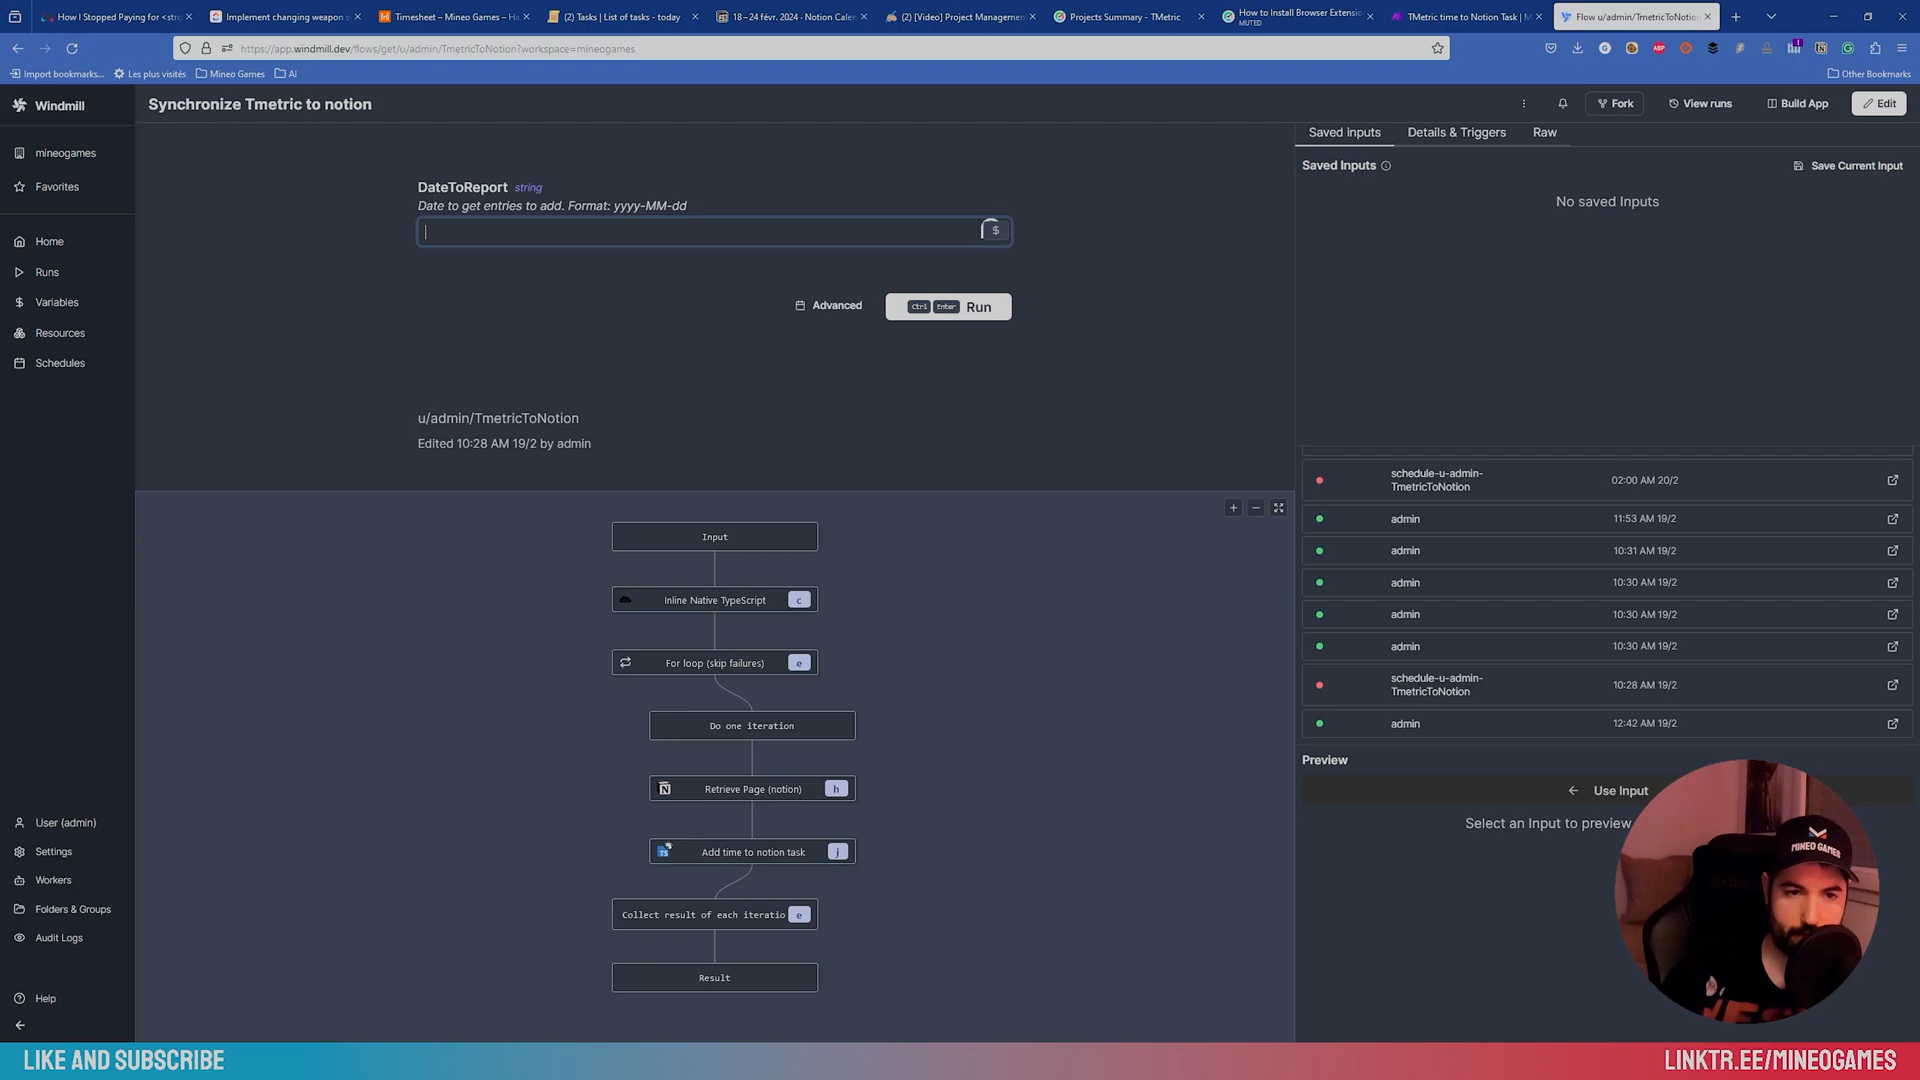 How I Stopped Paying for <stro
Implement changing weapon s
Timesheet – Mineo Games – Ha
(2) Tasks | List of tasks - today
18 – 24 févr. 2024 · Notion Calen
(2) [Video] Project Managemen
Projects Summary - TMetric
How to Install Browser Extensio
MUTED
TMetric time to Notion Task | M
Flow u/admin/TmetricToNotion
https://app.windmill.dev/flows/get/u/admin/TmetricToNotion?workspace=mineogames
Import bookmarks...
Les plus visités
Mineo Games
AI
Other Bookmarks
Windmill
Synchronize Tmetric to notion
Fork
View runs
Build App
Edit
mineogames
Favorites
Home
Runs
Variables
Resources
Schedules
User (admin)
Settings
Workers
Folders & Groups
Audit Logs
Help
DateToReport string
Date to get entries to add. Format: yyyy-MM-dd
$
Advanced
Ctrl Enter Run
u/admin/TmetricToNotion
Edited 10:28 AM 19/2 by admin
Input
Inline Native TypeScript c
For loop (skip failures) e
Do one iteration
Retrieve Page (notion) h
TS Add time to notion task j
Collect result of each iteratio e
Result
Saved Inputs
Details & Triggers
Raw
Saved Inputs
Save Current Input
No saved Inputs
schedule-u-admin-
TmetricToNotion
02:00 AM 20/2
admin 11:53 AM 19/2
admin 10:31 AM 19/2
admin 10:30 AM 19/2
admin 10:30 AM 19/2
admin 10:30 AM 19/2
schedule-u-admin-
TmetricToNotion
10:28 AM 19/2
admin 12:42 AM 19/2
Preview
Use Input
Select an Input to preview
MINEO GAMES
LIKE AND SUBSCRIBE
LINKTR.EE/MINEOGAMES